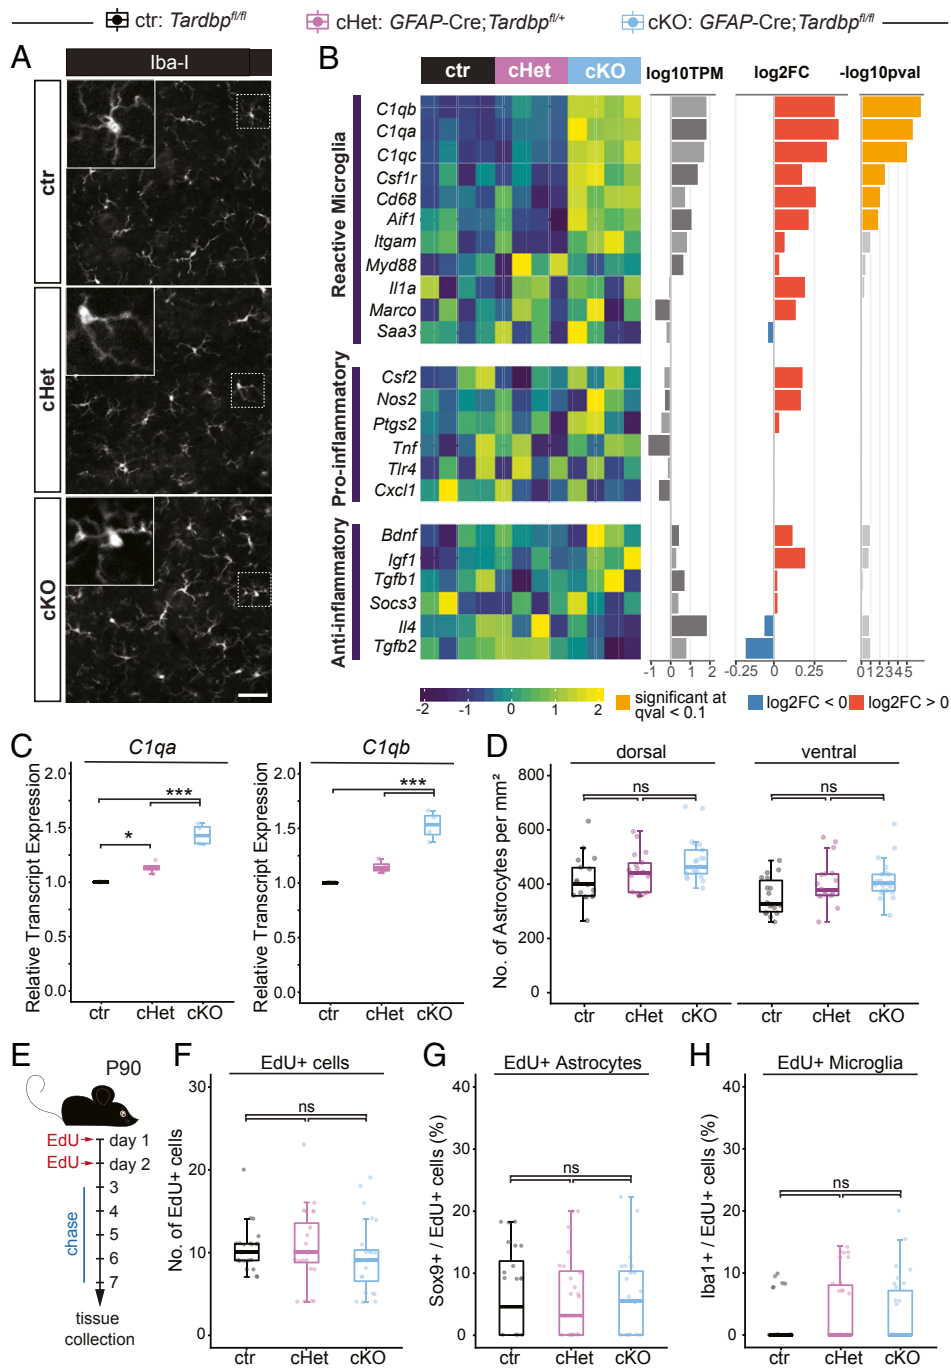 ctr: Tardbpfl/fl
cHet: GFAP-Cre;Tardbpfl/+
cKO: GFAP-Cre;Tardbpfl/fl
A
Iba-I
ctr
cHet
cKO
B
ctr
cHet
cKO
log10TPM
log2FC
-log10pval
Reactive Microglia
C1qb
C1qa
C1qc
Csf1r
Cd68
Aif1
Itgam
Myd88
Il1a
Marco
Saa3
Pro-inflammatory
Csf2
Nos2
Ptgs2
Tnf
Tlr4
Cxcl1
Anti-inflammatory
Bdnf
Igf1
Tgfb1
Socs3
Il4
Tgfb2
-1 0 1 2
0 0.25
0 1 2 3 4 5
-2 -1 0 1 2
significant at
qval < 0.1
log2FC < 0
log2FC > 0
C
C1qa
Relative Transcript Expression
2.0
1.5
1.0
0.5
0.0
***
*
ctr cHet cKO
C1qb
Relative Transcript Expression
2.0
1.5
1.0
0.5
0.0
***
ctr cHet cKO
D
dorsal
ventral
No. of Astrocytes per mm²
800
600
400
200
0
ns
ns
ctr cHet cKO
ctr cHet cKO
E
P90
EdU
day 1
EdU
day 2
3
4
5
6
7
chase
tissue
collection
F
EdU+ cells
No. of EdU+ cells
30
20
10
0
ns
ctr cHet cKO
G
EdU+ Astrocytes
Sox9+ / EdU+ cells (%)
40
20
10
0
ns
ctr cHet cKO
H
EdU+ Microglia
Iba1+ / EdU+ cells (%)
40
20
10
0
ns
ctr cHet cKO